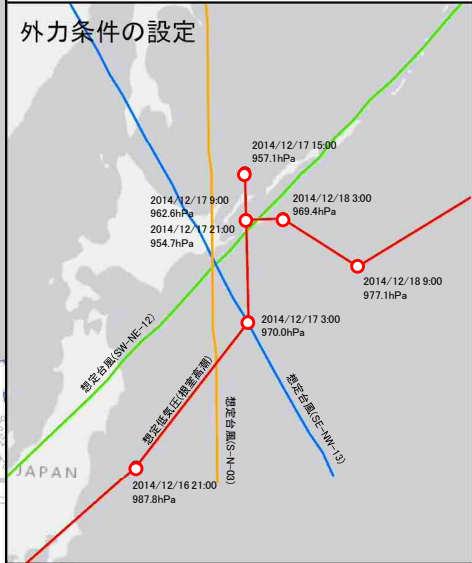 外力条件の設定
2014/12/17 15:00
957.1hPa
2014/12/17 9:00
962.6hPa
2014/12/17 21:00
954.7hPa
2014/12/18 3:00
969.4hPa
2014/12/18 9:00
977.1hPa
2014/12/17 3:00
970.0hPa
想定台風(SW-NE-12)
想定低気圧(根室高潮)
想定台風(S-N-03)
想定台風(SE-NW-13)
JAPAN
2014/12/16 21:00
987.8hPa